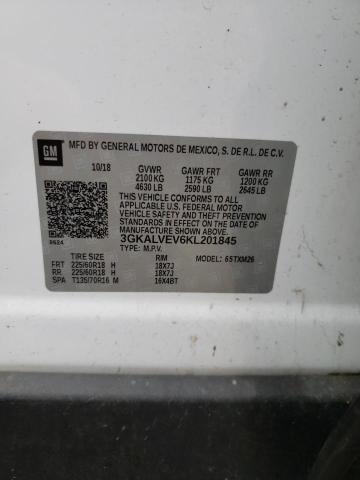 GM
MFD BY GENERAL MOTORS DE MEXICO, S. DE R.L. DE C.V.
10/18 GVWR GAWR FRT GAWR RR
2100 KG 1175 KG 1200 KG
4630 LB 2590 LB 2645 LB
THIS VEHICLE CONFORMS TO ALL
APPLICABLE U.S. FEDERAL MOTOR
VEHICLE SAFETY, BUMPER, AND
THEFT PREVENTION STANDARDS
IN EFFECT ON THE DATE OF
MANUFACTURE SHOWN ABOVE.
3GKALVEV6KL201845
TYPE: M.P.V.
TIRE SIZE RIM MODEL: 6STXM26
FRT 225/60R18 H 18X7J
RR 225/60R18 H 18X7J
SPA T135/70R16 M 16X4BT